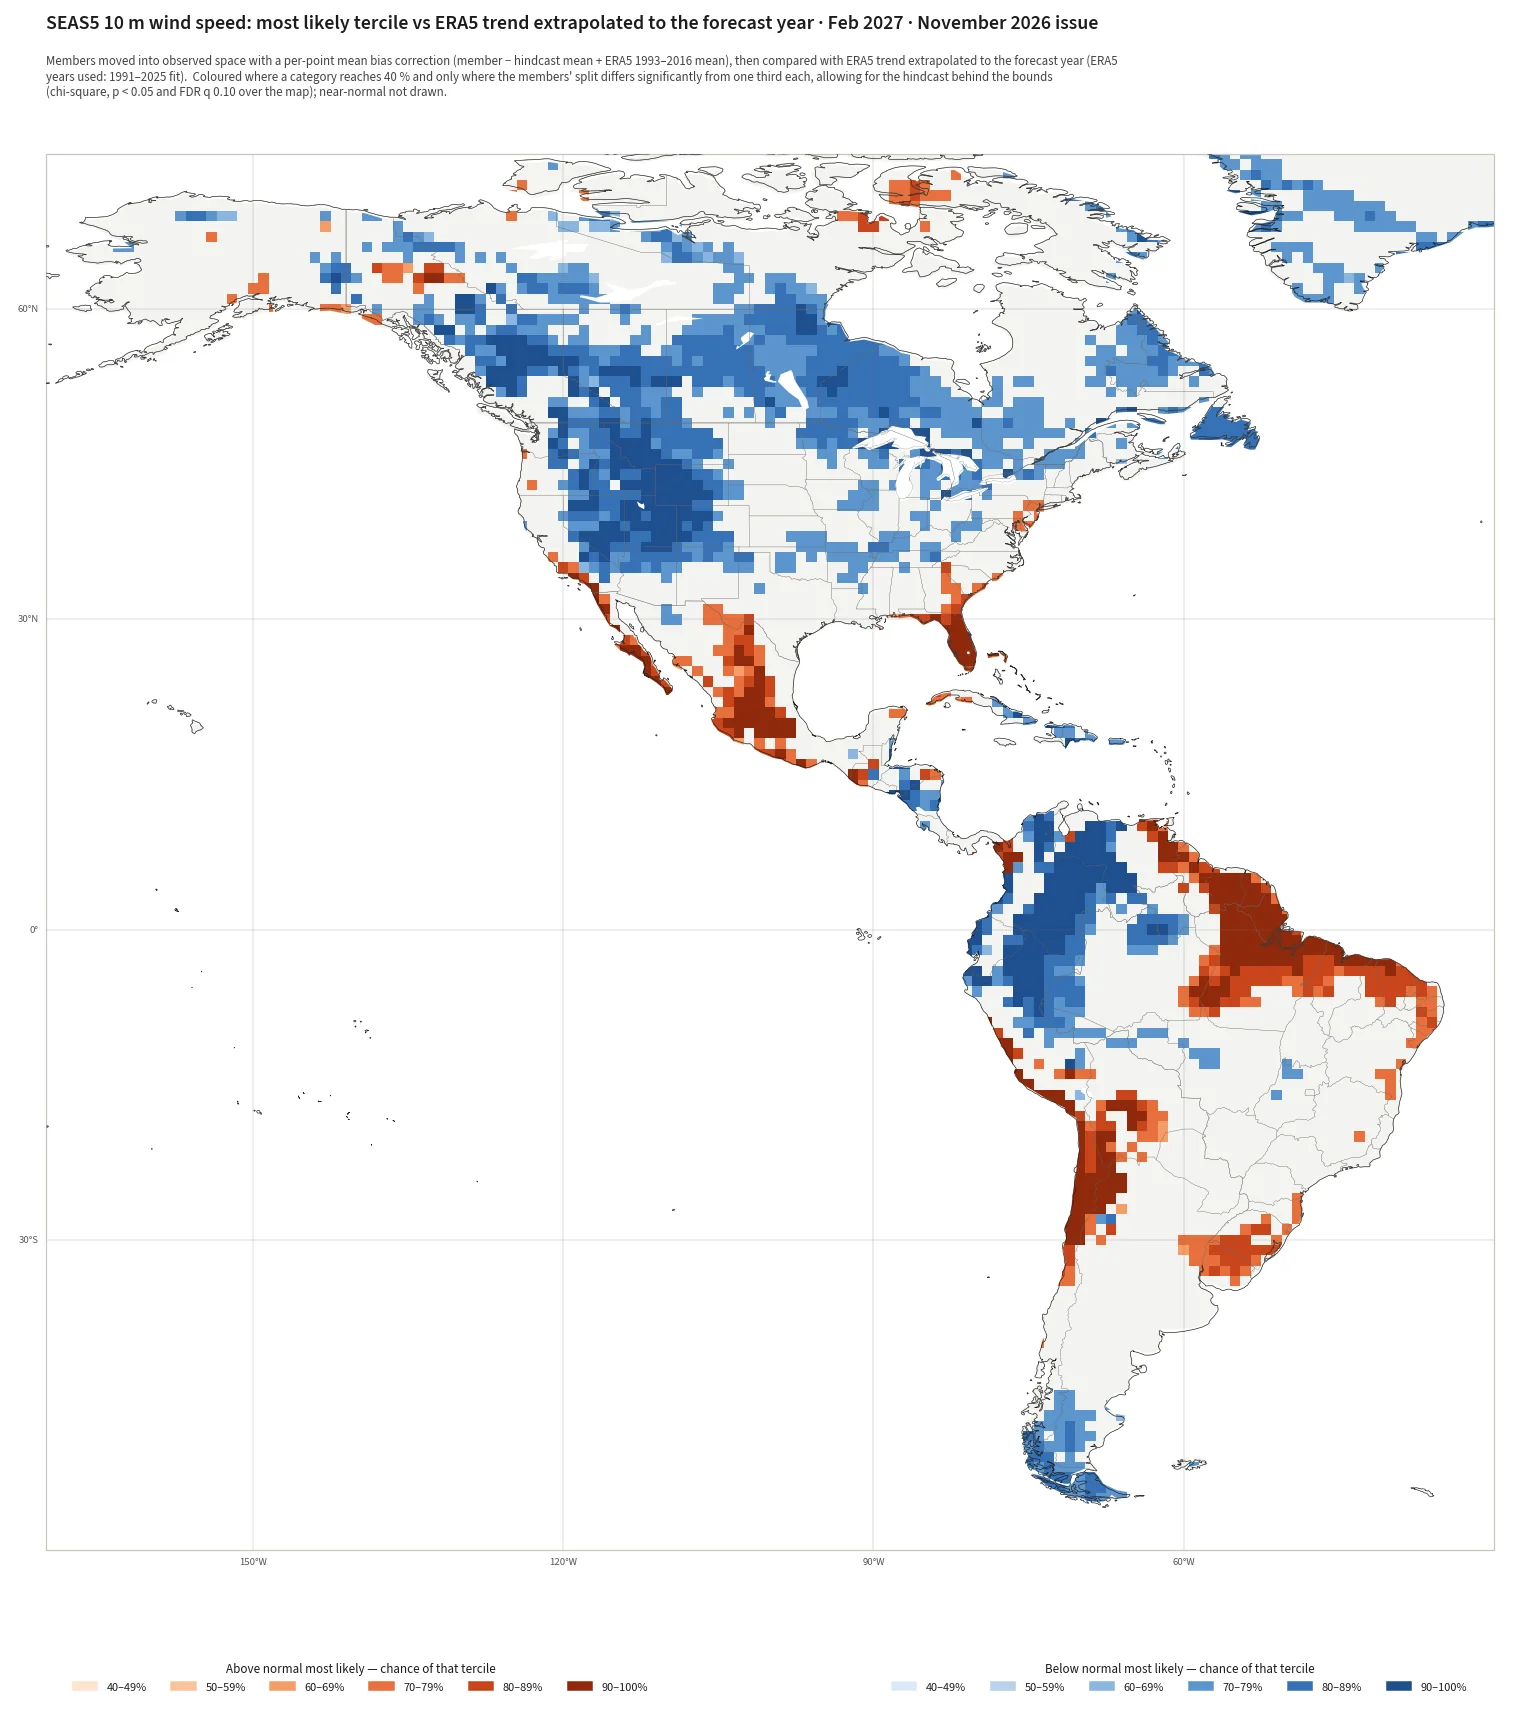 SEAS5 10 m wind speed: most likely tercile vs ERA5 trend extrapolated to the forecast year · Feb 2027 · November 2026 issue
Members moved into observed space with a per-point mean bias correction (member − hindcast mean + ERA5 1993–2016 mean), then compared with ERA5 trend extrapolated to the forecast year (ERA5
years used: 1991–2025 fit). Coloured where a category reaches 40 % and only where the members' split differs significantly from one third each, allowing for the hindcast behind the bounds
(chi-square, p < 0.05 and FDR q 0.10 over the map); near-normal not drawn.
60°N
30°N
0°
30°S
150°W 120°W 90°W 60°W
Above normal most likely — chance of that tercile
40–49% 50–59% 60–69% 70–79% 80–89% 90–100%
Below normal most likely — chance of that tercile
40–49% 50–59% 60–69% 70–79% 80–89% 90–100%